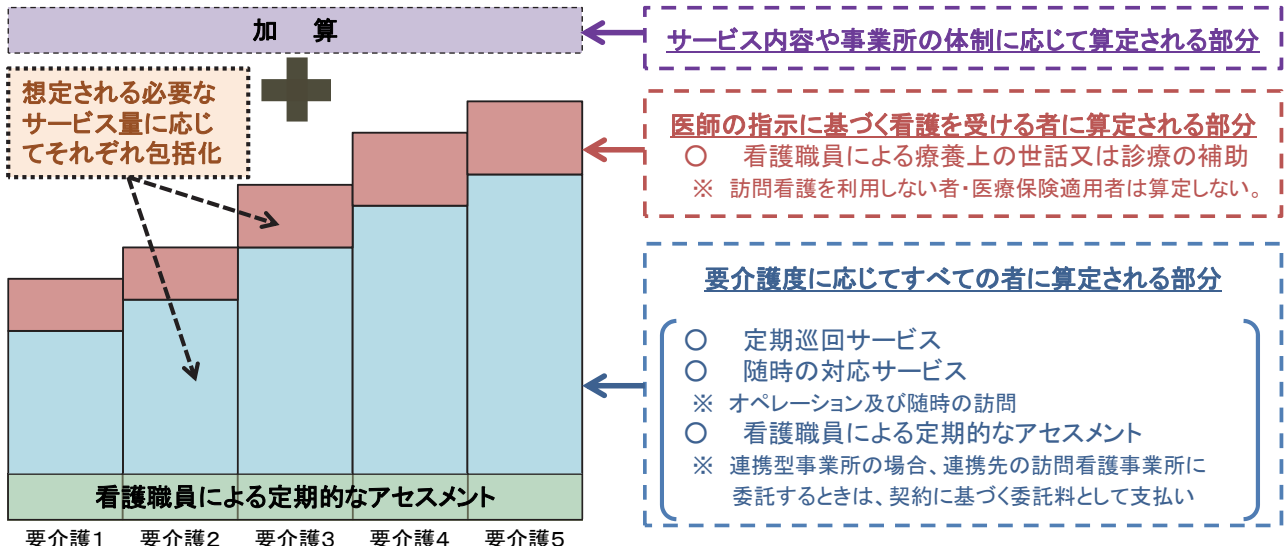 加 算
想定される必要な
サービス量に応じ
てそれぞれ包括化
看護職員による定期的なアセスメント
要介護1 要介護2 要介護3 要介護4 要介護5
サービス内容や事業所の体制に応じて算定される部分
医師の指示に基づく看護を受ける者に算定される部分
○ 看護職員による療養上の世話又は診療の補助
※ 訪問看護を利用しない者・医療保険適用者は算定しない。
要介護度に応じてすべての者に算定される部分
○ 定期巡回サービス
○ 随時の対応サービス
※ オペレーション及び随時の訪問
○ 看護職員による定期的なアセスメント
※ 連携型事業所の場合、連携先の訪問看護事業所に
委託するときは、契約に基づく委託料として支払い